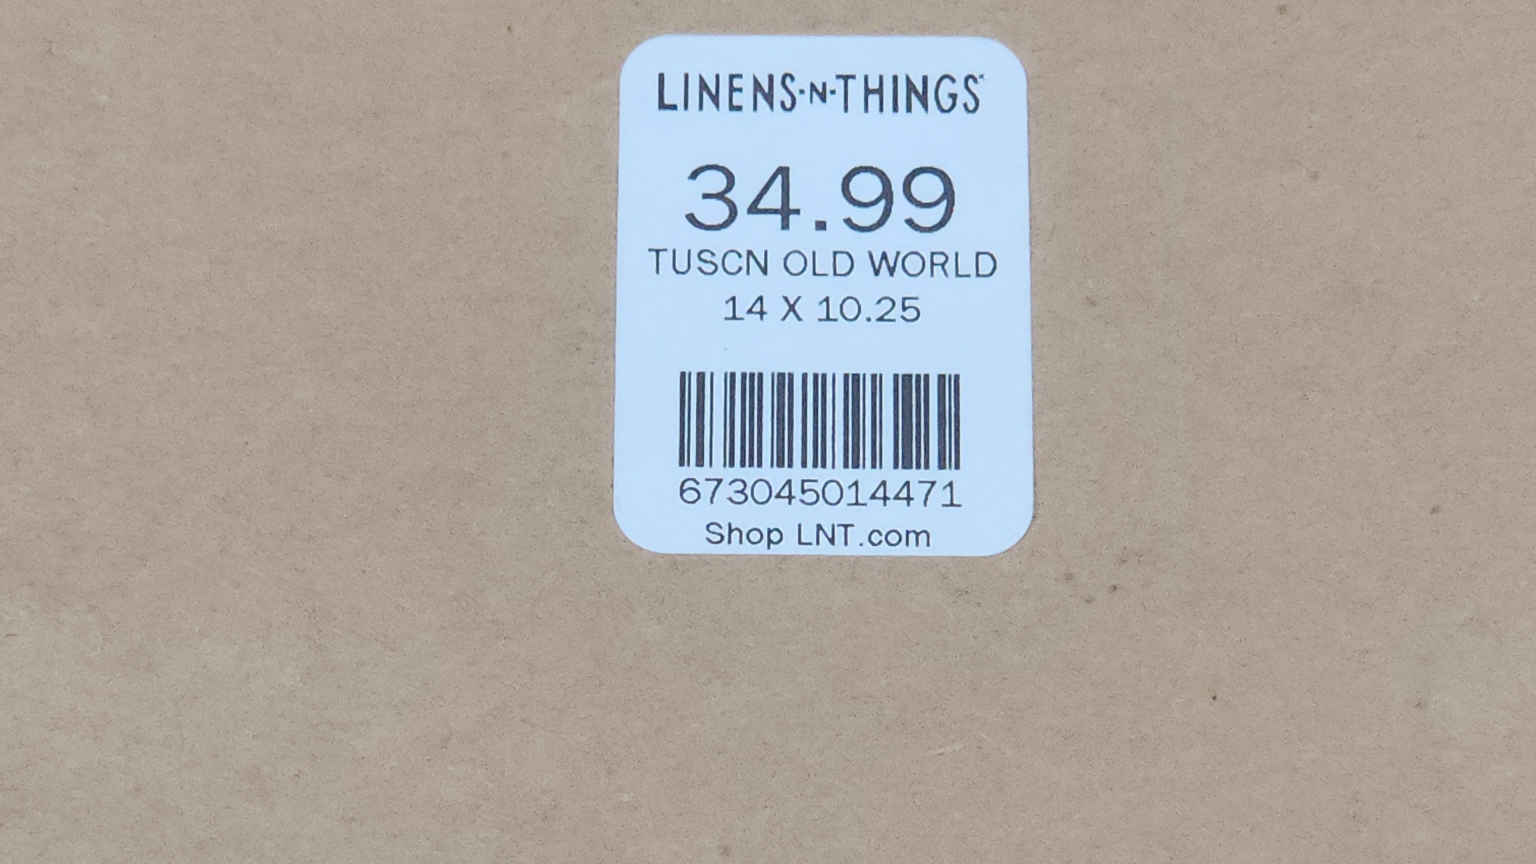 LINENS·N·THINGS
34.99
TUSCN OLD WORLD
14 X 10.25
673045014471
Shop LNT.com